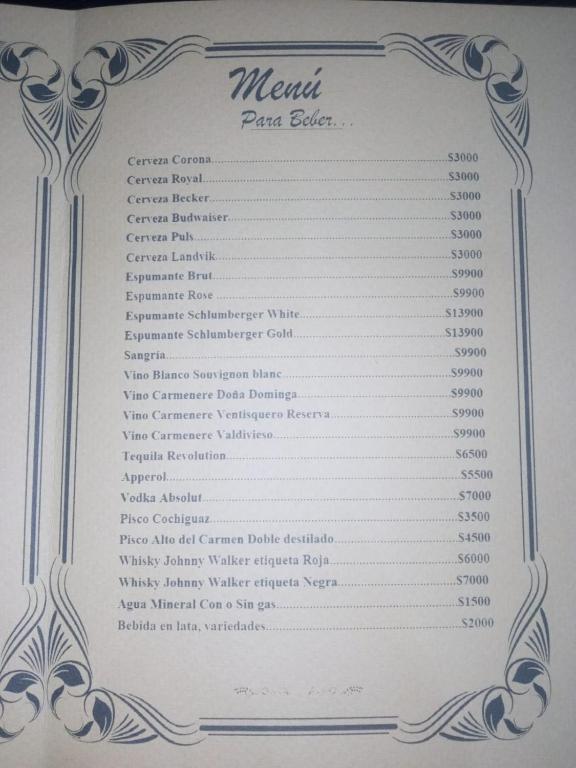 Menú
Para Beber...
Cerveza Corona.....$3000
Cerveza Royal.....$3000
Cerveza Becker.....$3000
Cerveza Budwaiser.....$3000
Cerveza Puls.....$3000
Cerveza Landvik.....$3000
Espumante Brut.....$9900
Espumante Rose .....$9900
Espumante Schlumberger White.....$13900
Espumante Schlumberger Gold.....$13900
Sangría.....$9900
Vino Blanco Souvignon blanc.....$9900
Vino Carmenere Doña Dominga.....$9900
Vino Carmenere Ventisquero Reserva.....$9900
Vino Carmenere Valdivieso.....$9900
Tequila Revolution.....$6500
Apperol.....$5500
Vodka Absolut.....$7000
Pisco Cochiguaz.....$3500
Pisco Alto del Carmen Doble destilado.....$4500
Whisky Johnny Walker etiqueta Roja.....$6000
Whisky Johnny Walker etiqueta Negra.....$7000
Agua Mineral Con o Sin gas.....$1500
Bebida en lata, variedades.....$2000